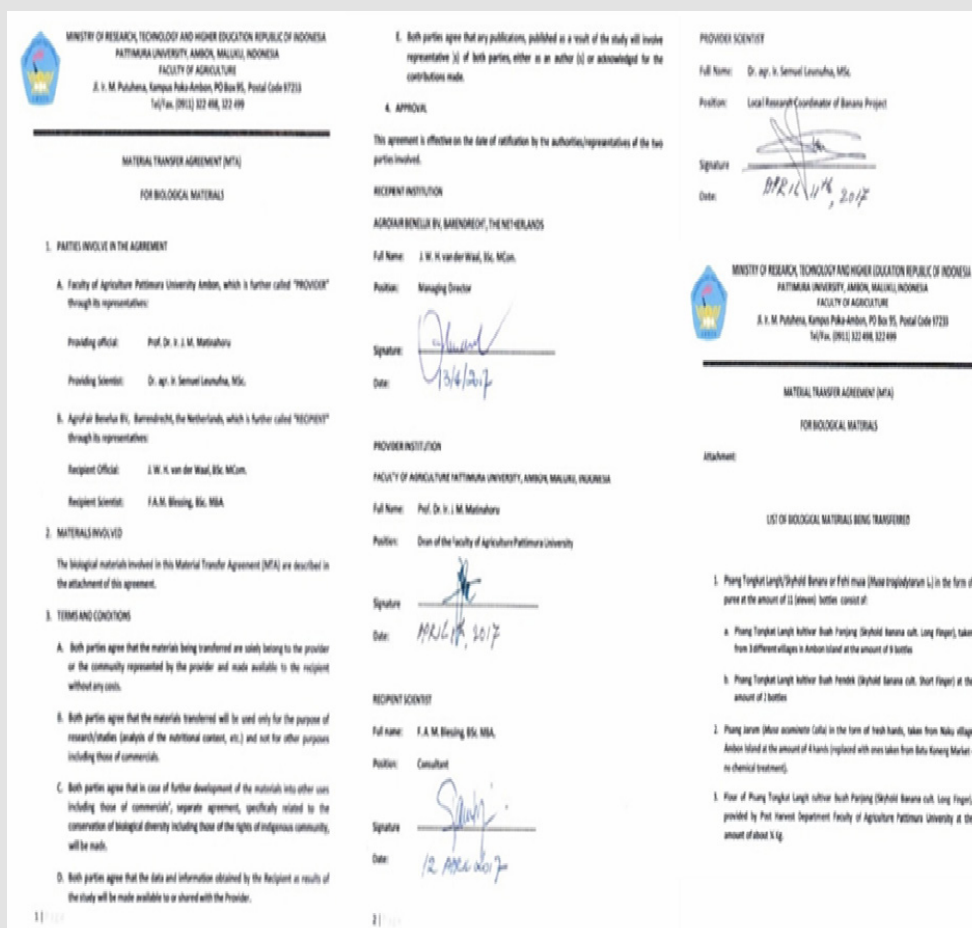 MINISTRY OF RESEARCH, TECHNOLOGY AND HIGHER EDUCATION REPUBLIC OF INDONESIA
PATTIMURA UNIVERSITY, AMBON, MALUKU, INDONESIA
FACULTY OF AGRICULTURE
Jl. Ir. M. Putuhena, Kampus Poka-Ambon, PO Box 95, Postal Code 97233
Tel/Fax. (0911) 322 498, 322 499
MATERIAL TRANSFER AGREEMENT (MTA)
FOR BIOLOGICAL MATERIALS
1. PARTIES INVOLVE IN THE AGREEMENT
A. Faculty of Agriculture Pattimura University Ambon, which is further called "PROVIDER"
through its representatives:
Providing official: Prof. Dr. Ir. J. M. Matinahoru
Providing Scientist: Dr. agr. Ir. Semuel Leunufna, MSc.
B. AgroFair Benelux BV, Barrendrecht, the Netherlands, which is further called "RECIPIENT"
through its representatives:
Recipient Official: J. W. H. van der Waal, BSc. MCom.
Recipient Scientist: F.A.M. Blessing, BSc. MBA
2. MATERIALS INVOLVED
The biological materials involved in this Material Transfer Agreement (MTA) are described in
the attachment of this agreement.
3. TERMS AND CONDITIONS
A. Both parties agree that the materials being transferred are solely belong to the provider
or the community represented by the provider and made available to the recipient
without any costs.
B. Both parties agree that the materials transferred will be used only for the purpose of
research/studies (analysis of the nutritional content, etc.) and not for other purposes
including those of commercials.
C. Both parties agree that in case of further development of the materials into other uses
including those of commercials', separate agreement, specifically related to the
conservation of biological diversity including those of the rights of indigenous community,
will be made.
D. Both parties agree that the data and information obtained by the Recipient as results of
the study will be made available to or shared with the Provider.
1 | Page
E. Both parties agree that any publications, published as a result of the study will involve
representative (s) of both parties, either as an author (s) or acknowledged for the
contributions made.
4. APPROVAL
This agreement is effective on the date of ratification by the authorities/representatives of the two
parties involved.
RECEPIENT INSTITUTION
AGROFAIR BENELUX BV, BARENDRECHT, THE NETHERLANDS
Full Name: J. W. H. van der Waal, BSc. MCom.
Position: Managing Director
Signature:
Date: 13/4/2017
PROVIDER INSTITUTION
FACULTY OF AGRICULTURE PATTIMURA UNIVERSITY, AMBON, MALUKU, INDONESIA
Full Name: Prof. Dr. Ir. J. M. Matinahoru
Position: Dean of the Faculty of Agriculture Pattimura University
Signature
Date: APRIL 2017
RECIPIENT SCIENTIST
Full name: F.A. M. Blessing, BSc. MBA.
Position: Consultant
Signature
Date: 12 APRIL 2017
2 | Page
PROVIDER SCIENTIST
Full Name: Dr. agr. Ir. Semuel Leunufna, MSc.
Position: Local Research Coordinator of Banana Project
Signature
Date: APRIL 11th, 2017
MINISTRY OF RESEARCH, TECHNOLOGY AND HIGHER EDUCATION REPUBLIC OF INDONESIA
PATTIMURA UNIVERSITY, AMBON, MALUKU, INDONESIA
FACULTY OF AGRICULTURE
Jl. Ir. M. Putuhena, Kampus Poka-Ambon, PO Box 95, Postal Code 97233
Tel/Fax. (0911) 322 498, 322 499
MATERIAL TRANSFER AGREEMENT (MTA)
FOR BIOLOGICAL MATERIALS
Attachment:
LIST OF BIOLOGICAL MATERIALS BEING TRANSFERRED
1. Pisang Tongkat Langit/Skyhold Banana or Fehi musa (Musa troglodytarum L.) in the form of
puree at the amount of 11 (eleven) bottles consist of:
a. Pisang Tongkat Langit kultivar Buah Panjang (Skyhold Banana cult. Long Finger), taken
from 3 different villages in Ambon Island at the amount of 9 bottles
b. Pisang Tongkat Langit kultivar Buah Pendek (Skyhold Banana cult. Short Finger) at the
amount of 2 bottles
2. Pisang Jarum (Musa acuminata Colla) in the form of fresh hands, taken from Naku village
Ambon Island at the amount of 4 hands (replaced with ones taken from Batu Koneng Market -
no chemical treatment).
3. Flour of Pisang Tongkat Langit cultivar Buah Panjang (Skyhold Banana cult. Long Finger),
provided by Post Harvest Department Faculty of Agriculture Pattimura University at the
amount of about ¼ Kg.